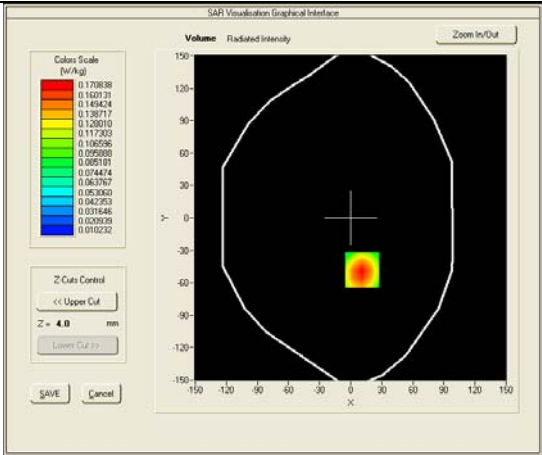 SAR Visualisation Graphical Interface
Volume Radiated Intensity
Zoom In/Out
Colors Scale
(W/kg)
0.170838
0.160131
0.149424
0.138717
0.128010
0.117303
0.106596
0.095888
0.085181
0.074474
0.063767
0.053060
0.042353
0.031646
0.020939
0.010232
Z-Cuts Control
<< Upper Cut
Z = 4.0 mm
Lower Cut >>
SAVE Cancel
150-
120-
90-
60-
30-
0-
-30-
-60-
-90-
-120-
-150-
Y
-150 -120 -90 -60 -30 0 30 60 90 120 150
X